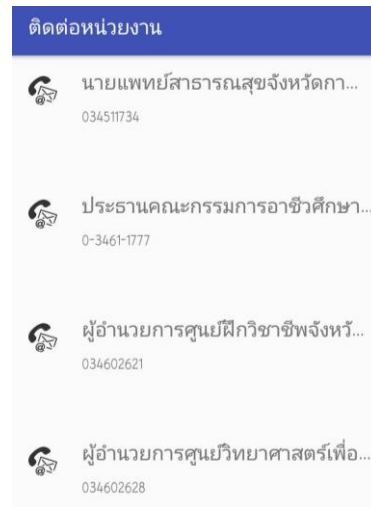 ติดต่อหน่วยงาน
นายแพทย์สาธารณสุขจังหวัดกา...
034511734
ประธานคณะกรรมการอาชีวศึกษา...
0-3461-1777
ผู้อำนวยการศูนย์ฝึกวิชาชีพจังหวั...
034602621
ผู้อำนวยการศูนย์วิทยาศาสตร์เพื่อ...
034602628